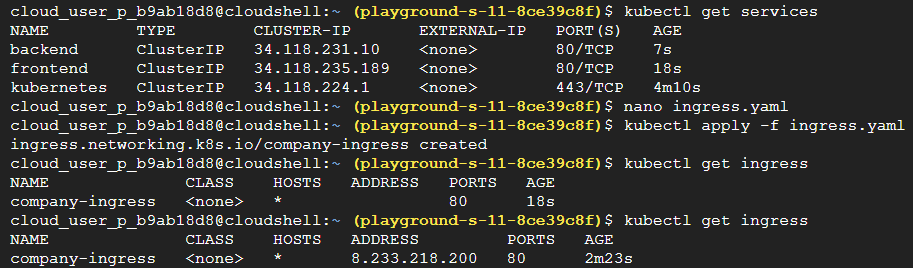 cloud_user_p_b9ab18d8@cloudshell:~ (playground-s-11-8ce39c8f)$ kubectl get services
NAME TYPE CLUSTER-IP EXTERNAL-IP PORT(S) AGE
backend ClusterIP 34.118.231.10 <none> 80/TCP 7s
frontend ClusterIP 34.118.235.189 <none> 80/TCP 18s
kubernetes ClusterIP 34.118.224.1 <none> 443/TCP 4m10s
cloud_user_p_b9ab18d8@cloudshell:~ (playground-s-11-8ce39c8f)$ nano ingress.yaml
cloud_user_p_b9ab18d8@cloudshell:~ (playground-s-11-8ce39c8f)$ kubectl apply -f ingress.yaml
ingress.networking.k8s.io/company-ingress created
cloud_user_p_b9ab18d8@cloudshell:~ (playground-s-11-8ce39c8f)$ kubectl get ingress
NAME CLASS HOSTS ADDRESS PORTS AGE
company-ingress <none> * 80 18s
cloud_user_p_b9ab18d8@cloudshell:~ (playground-s-11-8ce39c8f)$ kubectl get ingress
NAME CLASS HOSTS ADDRESS PORTS AGE
company-ingress <none> * 8.233.218.200 80 2m23s